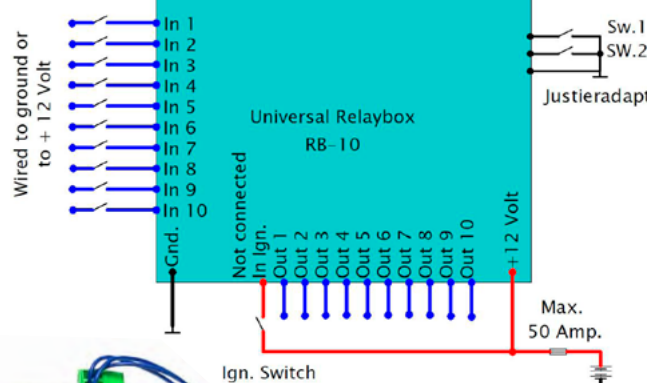 Wired to ground or
to + 12 Volt
In 1
In 2
In 3
In 4
In 5
In 6
In 7
In 8
In 9
In 10
Universal Relaybox
RB-10
Sw.1
SW.2
Justieradapt
Gnd.
Not connected
In Ign.
Out 1
Out 2
Out 3
Out 4
Out 5
Out 6
Out 7
Out 8
Out 9
Out 10
+12 Volt
Max.
50 Amp.
Ign. Switch